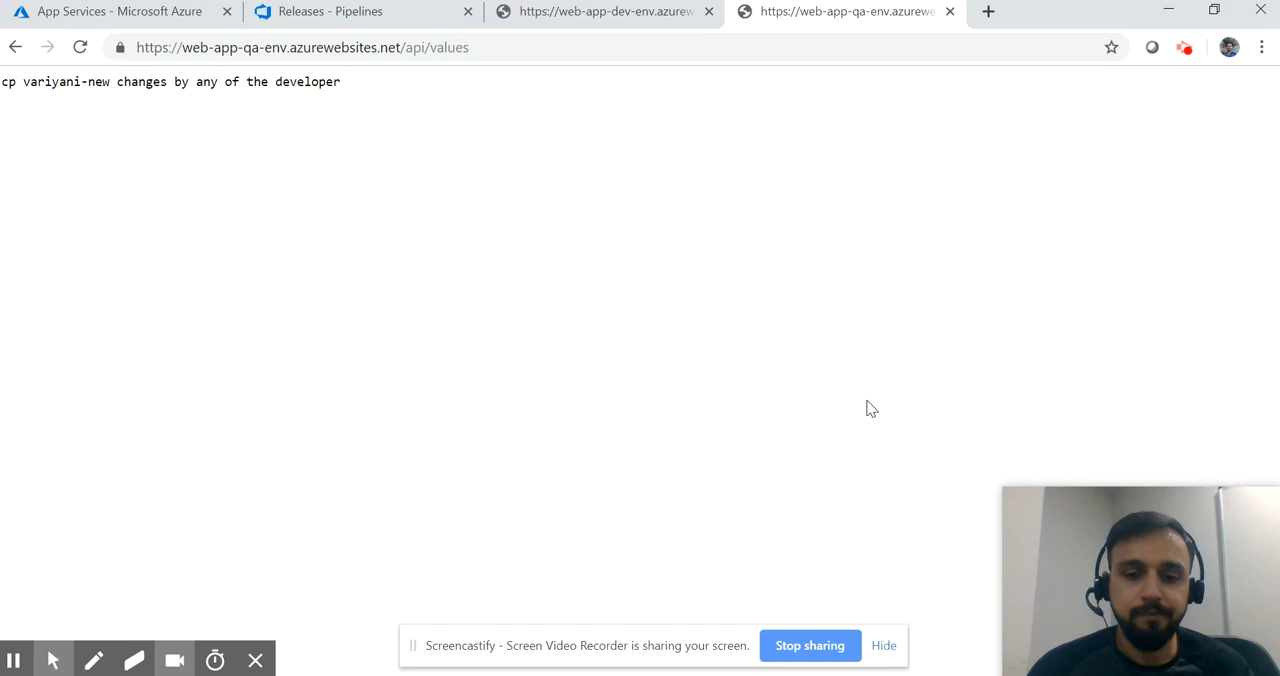 App Services - Microsoft Azure
Releases - Pipelines
https://web-app-dev-env.azurew
https://web-app-qa-env.azurewe
https://web-app-qa-env.azurewebsites.net/api/values
cp variyani-new changes by any of the developer
Screencastify - Screen Video Recorder is sharing your screen.
Stop sharing
Hide